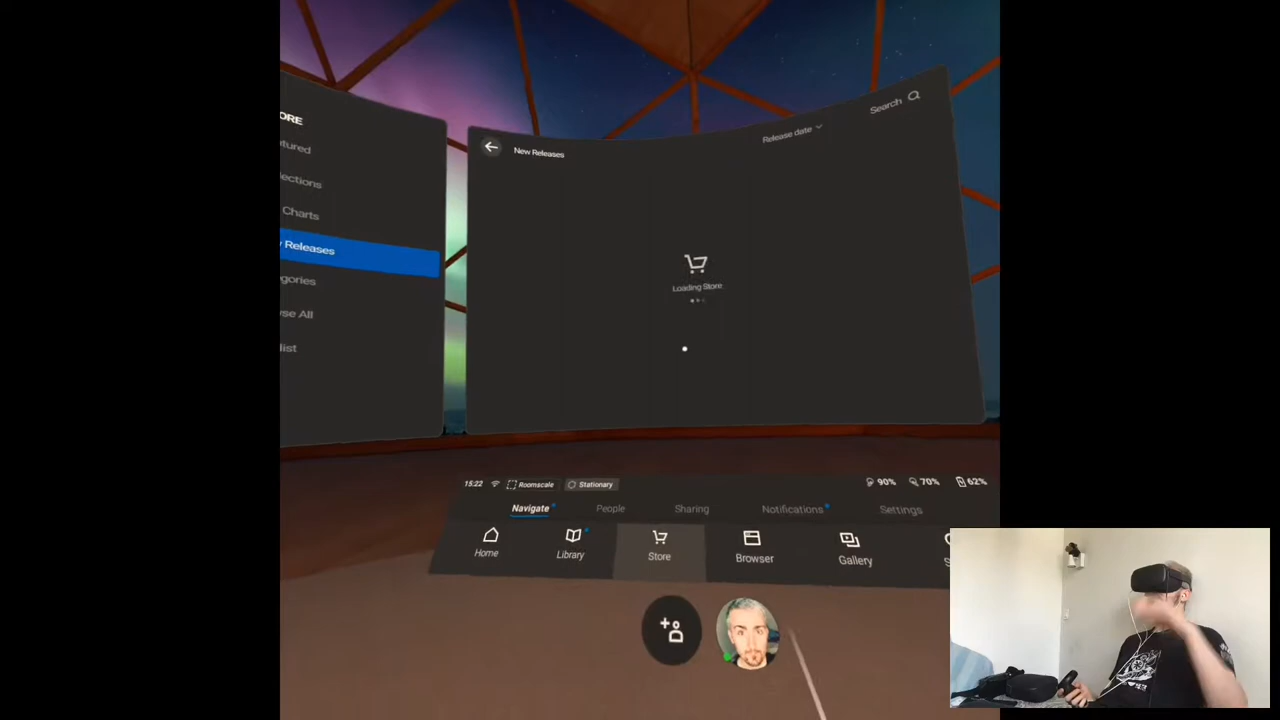 ORE
tured
lections
Charts
Releases
gories
se All
list
New Releases
Release date
Search
Loading Store
15:22
Roomscale
Stationary
90%
70%
62%
Navigate
People
Sharing
Notifications
Settings
Home
Library
Store
Browser
Gallery
S